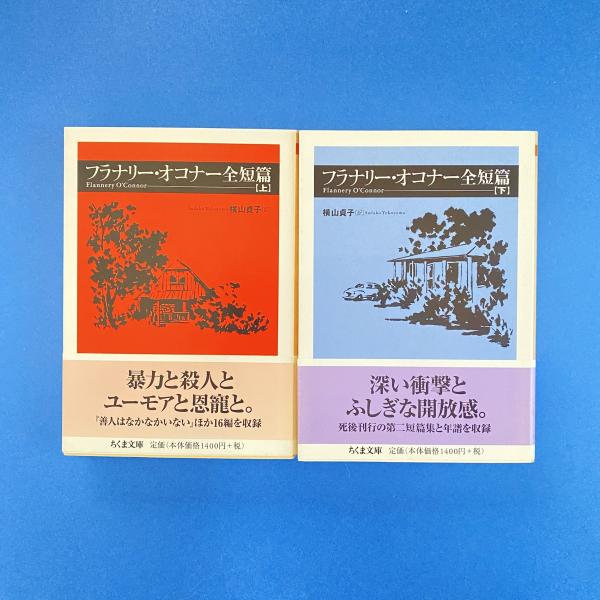 フラナリー・オコナー全短篇
[上]
Flannery O'Connor
Sadako Yokoyama 横山貞子 訳
暴力と殺人と
ユーモアと恩寵と。
『善人はなかなかいない』ほか16編を収録
ちくま文庫 定価(本体価格1400円+税)
フラナリー・オコナー全短篇
[下]
Flannery O'Connor
横山貞子 訳 Sadako Yokoyama
深い衝撃と
ふしぎな開放感。
死後刊行の第二短篇集と年譜を収録
ちくま文庫 定価(本体価格1400円+税)